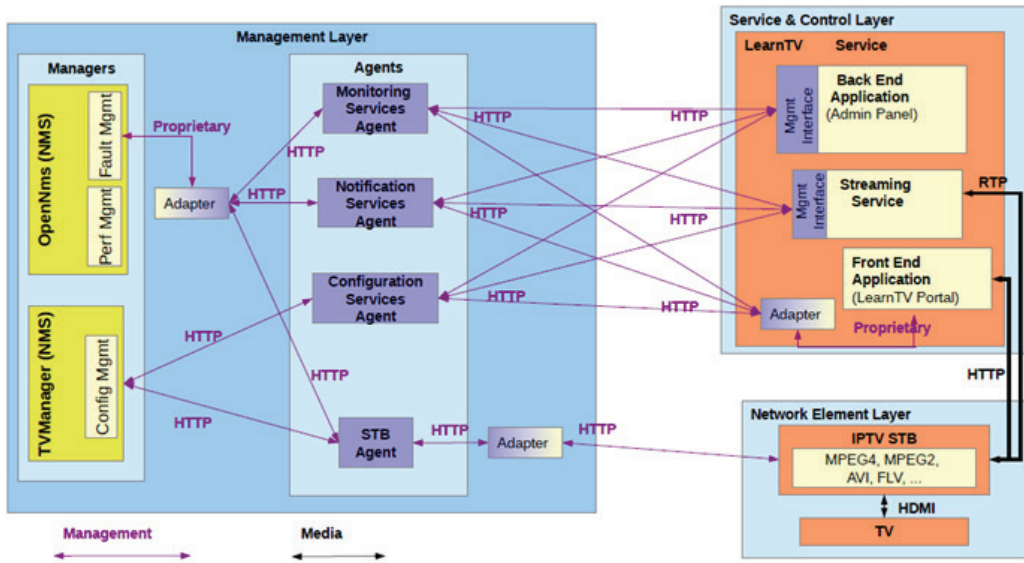 Management Layer
Managers
OpenNms (NMS)
Fault Mgmt
Perf Mgmt
TVManager (NMS)
Config Mgmt
Proprietary
Adapter
HTTP
HTTP
HTTP
HTTP
HTTP
Agents
Monitoring
Services
Agent
Notification
Services
Agent
Configuration
Services
Agent
STB
Agent
HTTP
Adapter
HTTP
HTTP
HTTP
HTTP
HTTP
HTTP
HTTP
Service & Control Layer
LearnTV Service
Mgmt
Interface
Back End
Application
(Admin Panel)
Mgmt
Interface
Streaming
Service
Front End
Application
(LearnTV Portal)
Adapter
Proprietary
RTP
HTTP
Network Element Layer
IPTV STB
MPEG4, MPEG2,
AVI, FLV, ...
HDMI
TV
Management
Media